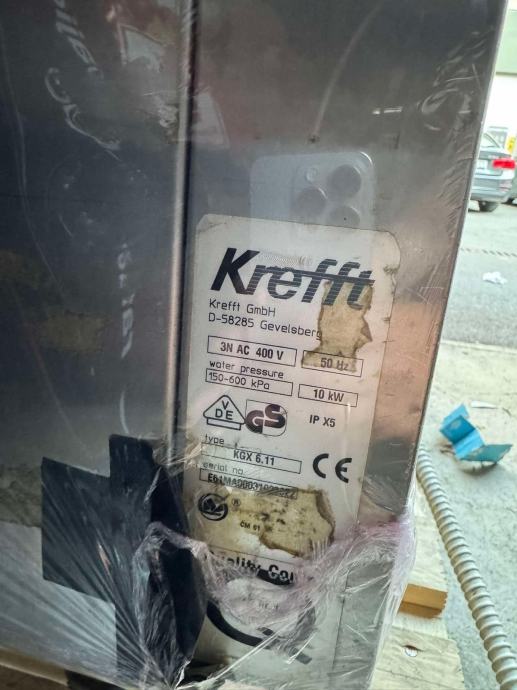 Krefft
Krefft GmbH
D-58285 Gevelsberg
3N AC 400 V
50 Hz
water pressure
150-600 kPa
10 kW
VDE
GS
IP X5
type
KGX 6.11
CE
serial no.